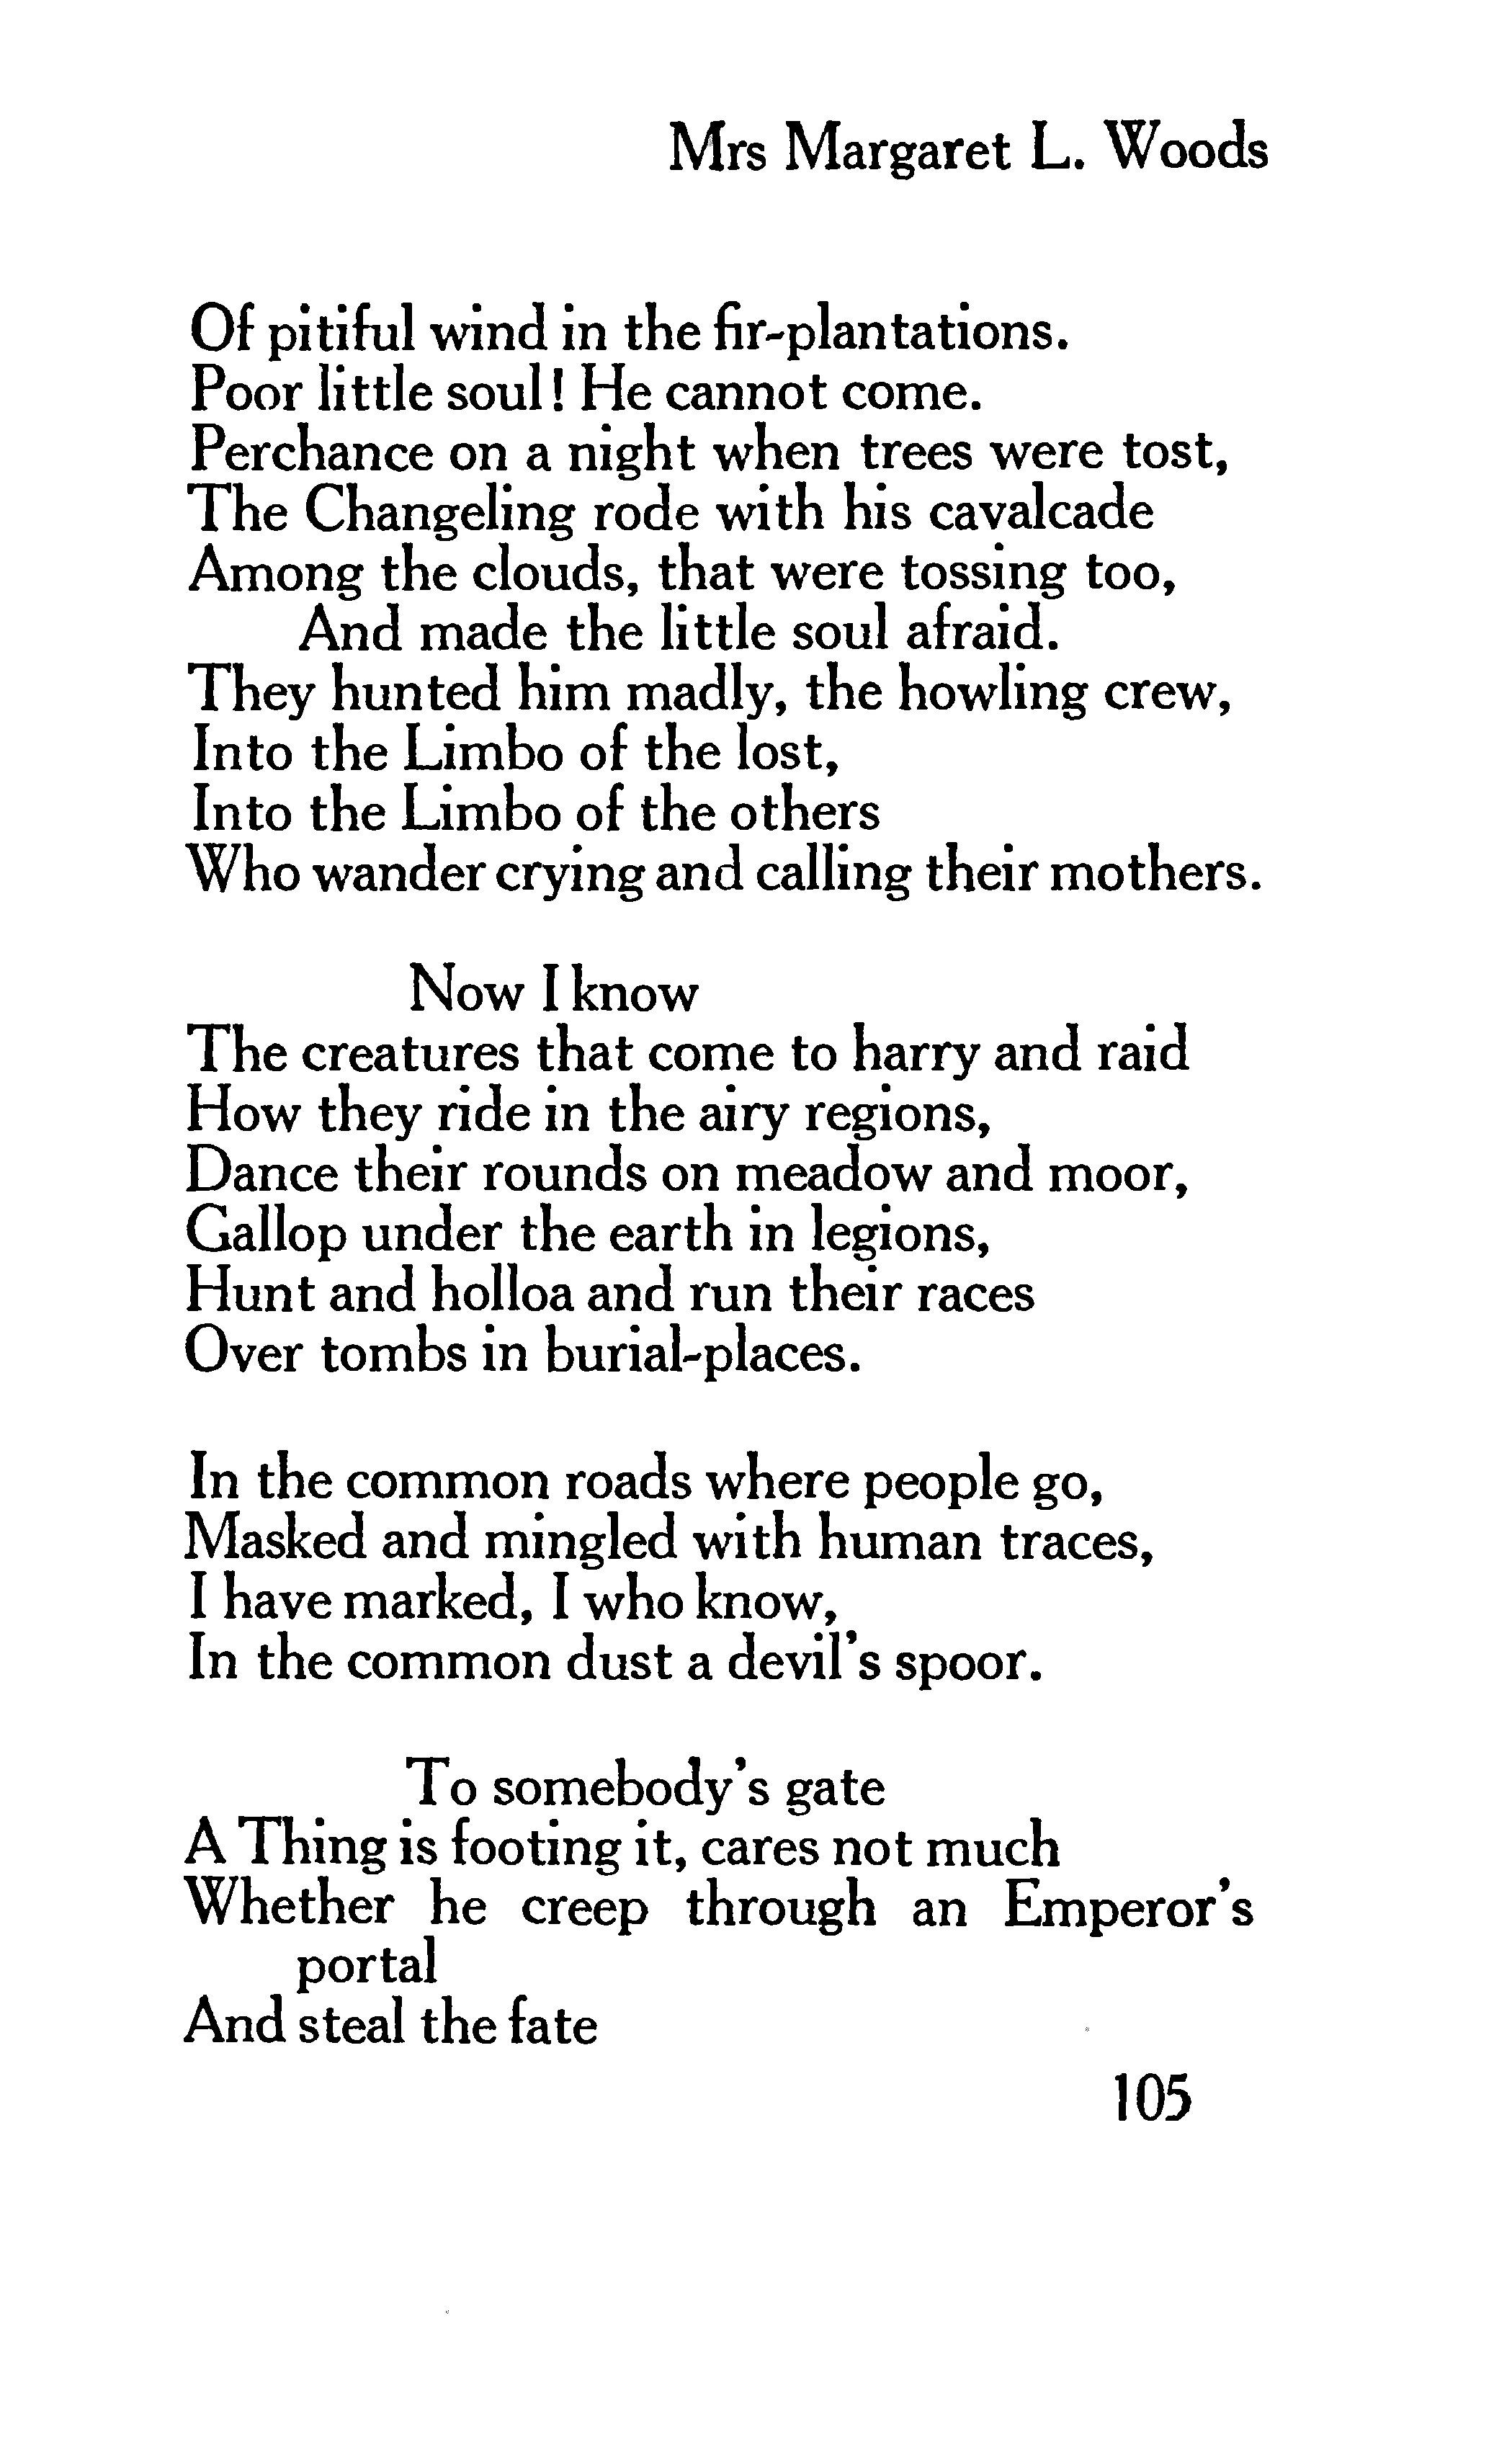 Mrs Margaret L. Woods
Of pitiful wind in the fir-plantations.
Poor little soul! He cannot come.
Perchance on a night when trees were tost,
The Changeling rode with his cavalcade
Among the clouds, that were tossing too,
And made the little soul afraid.
They hunted him madly, the howling crew,
Into the Limbo of the lost,
Into the Limbo of the others
Who wander crying and calling their mothers.
Now I know
The creatures that come to harry and raid
How they ride in the airy regions,
Dance their rounds on meadow and moor,
Gallop under the earth in legions,
Hunt and holloa and run their races
Over tombs in burial-places.
In the common roads where people go,
Masked and mingled with human traces,
I have marked, I who know,
In the common dust a devil's spoor.
To somebody's gate
A Thing is footing it, cares not much
Whether he creep through an Emperor's
portal
And steal the fate
105